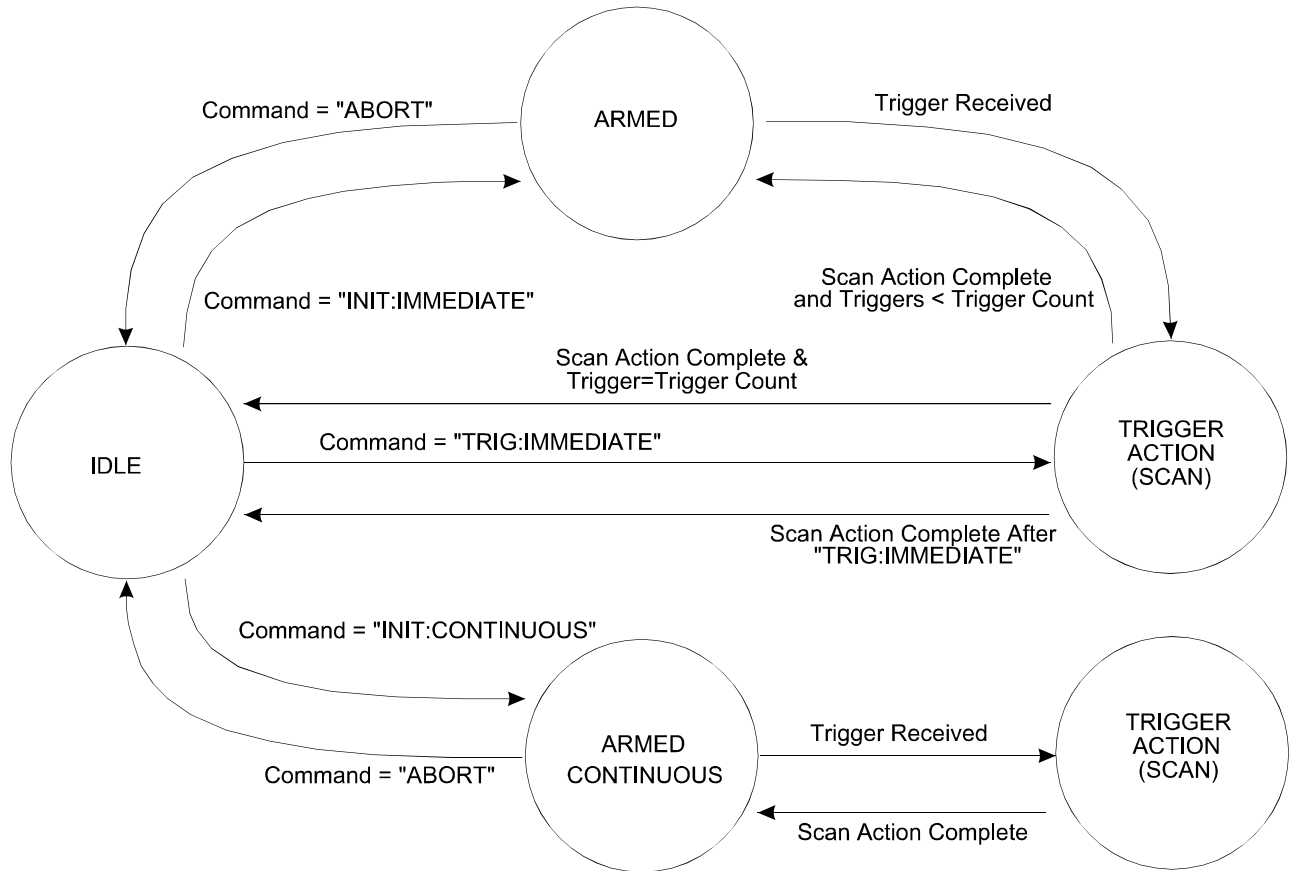 Command = "ABORT"
ARMED
Trigger Received
Command = "INIT:IMMEDIATE"
Scan Action Complete
and Triggers < Trigger Count
Scan Action Complete &
Trigger=Trigger Count
Command = "TRIG:IMMEDIATE"
IDLE
TRIGGER
ACTION
(SCAN)
Scan Action Complete After
"TRIG:IMMEDIATE"
Command = "INIT:CONTINUOUS"
ARMED
CONTINUOUS
Trigger Received
TRIGGER
ACTION
(SCAN)
Command = "ABORT"
Scan Action Complete